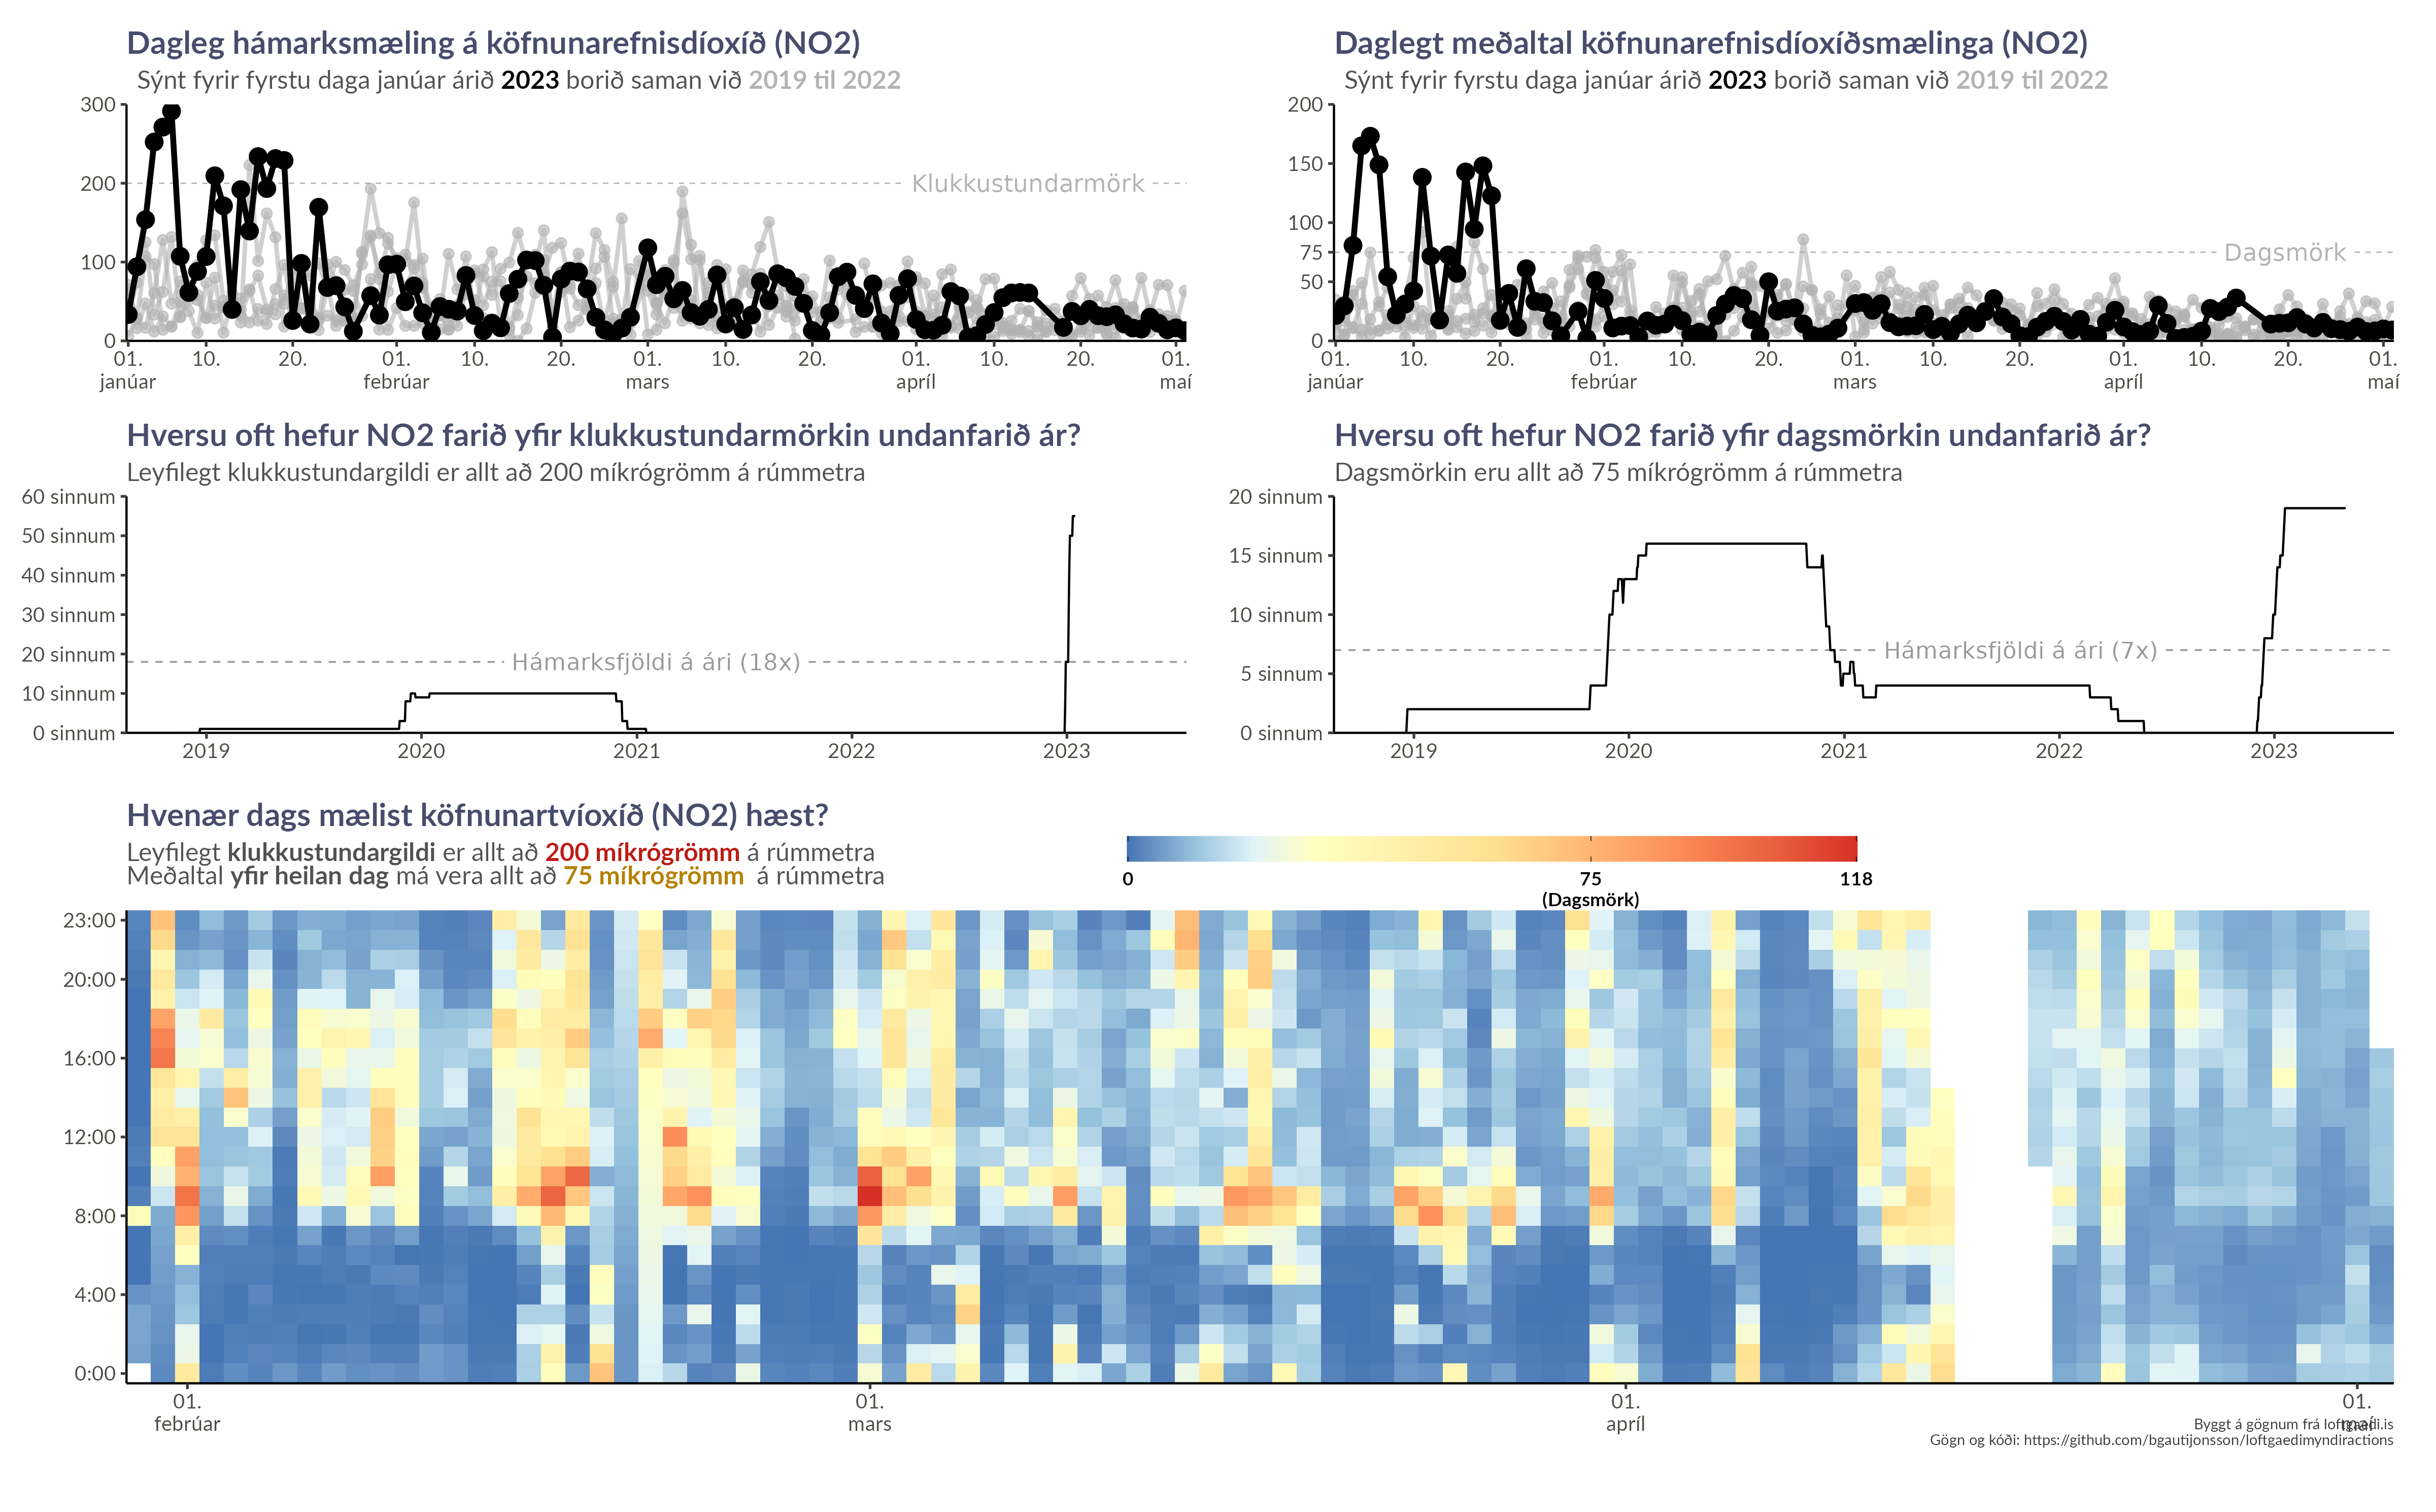 Dagleg hámarksmæling á köfnunarefnisdíoxíð (NO2)
Sýnt fyrir fyrstu daga janúar árið 2023 borið saman við 2019 til 2022
300
200
100
0
Klukkustundarmörk
01. 10. 20. 01. 10. 20. 01. 10. 20. 01. 10. 20. 01.
janúar febrúar mars apríl maí
Daglegt meðaltal köfnunarefnisdíoxíðsmælinga (NO2)
Sýnt fyrir fyrstu daga janúar árið 2023 borið saman við 2019 til 2022
200
150
100
75
50
0
Dagsmörk
01. 10. 20. 01. 10. 20. 01. 10. 20. 01. 10. 20. 01.
janúar febrúar mars apríl maí
Hversu oft hefur NO2 farið yfir klukkustundarmörkin undanfarið ár?
Leyfilegt klukkustundargildi er allt að 200 míkrógrömm á rúmmetra
60 sinnum
50 sinnum
40 sinnum
30 sinnum
20 sinnum
10 sinnum
0 sinnum
Hámarksfjöldi á ári (18x)
2019 2020 2021 2022 2023
Hversu oft hefur NO2 farið yfir dagsmörkin undanfarið ár?
Dagsmörkin eru allt að 75 míkrógrömm á rúmmetra
20 sinnum
15 sinnum
10 sinnum
5 sinnum
0 sinnum
Hámarksfjöldi á ári (7x)
2019 2020 2021 2022 2023
Hvenær dags mælist köfnunartvíoxíð (NO2) hæst?
Leyfilegt klukkustundargildi er allt að 200 míkrógrömm á rúmmetra
Meðaltal yfir heilan dag má vera allt að 75 míkrógrömm á rúmmetra
0 75 118
(Dagsmörk)
23:00
20:00
16:00
12:00
8:00
4:00
0:00
01. 01. 01. 01.
febrúar mars apríl maí
Byggt á gögnum frá loftgaedi.is
Gögn og kóði: https://github.com/bgautijonsson/loftgaedimyndiractions